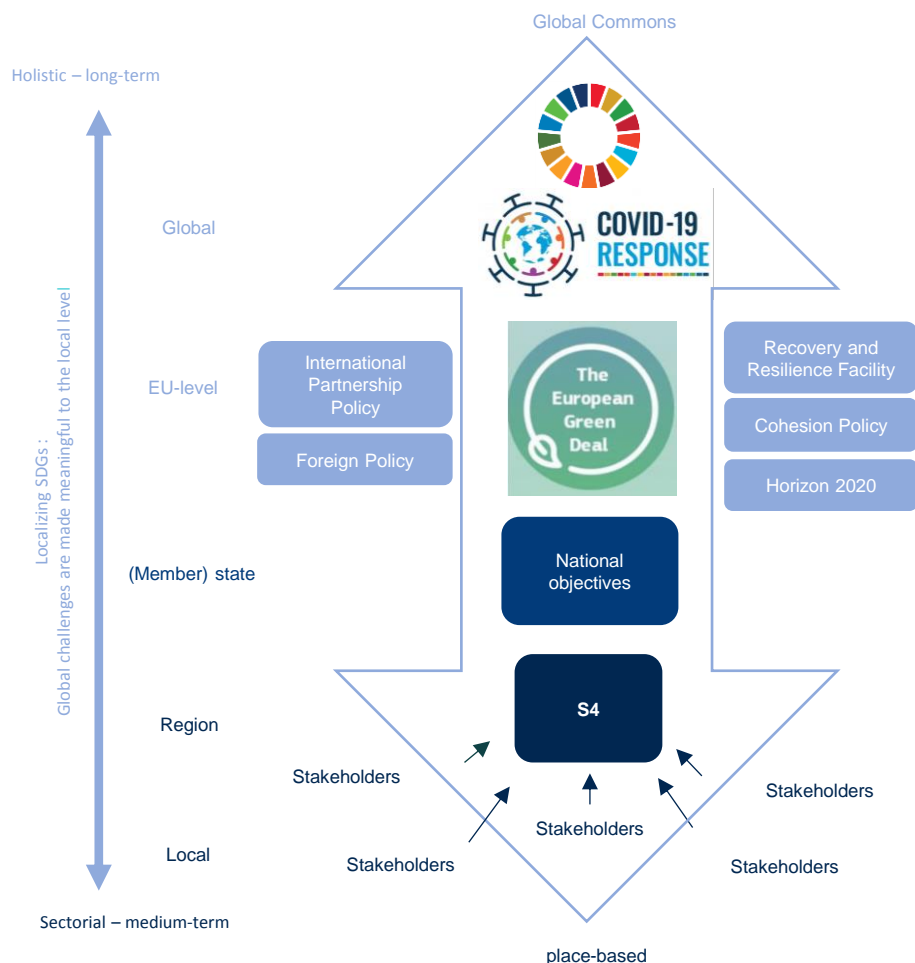 Global Commons
Holistic – long-term
Global
COVID-19
RESPONSE
Localizing SDGs :
Global challenges are made meaningful to the local level
EU-level
International
Partnership
Policy
Foreign Policy
The
European
Green
Deal
Recovery and
Resilience Facility
Cohesion Policy
Horizon 2020
(Member) state
National
objectives
Region
S4
Stakeholders
Stakeholders
Stakeholders
Local
Stakeholders
Stakeholders
Sectorial – medium-term
place-based